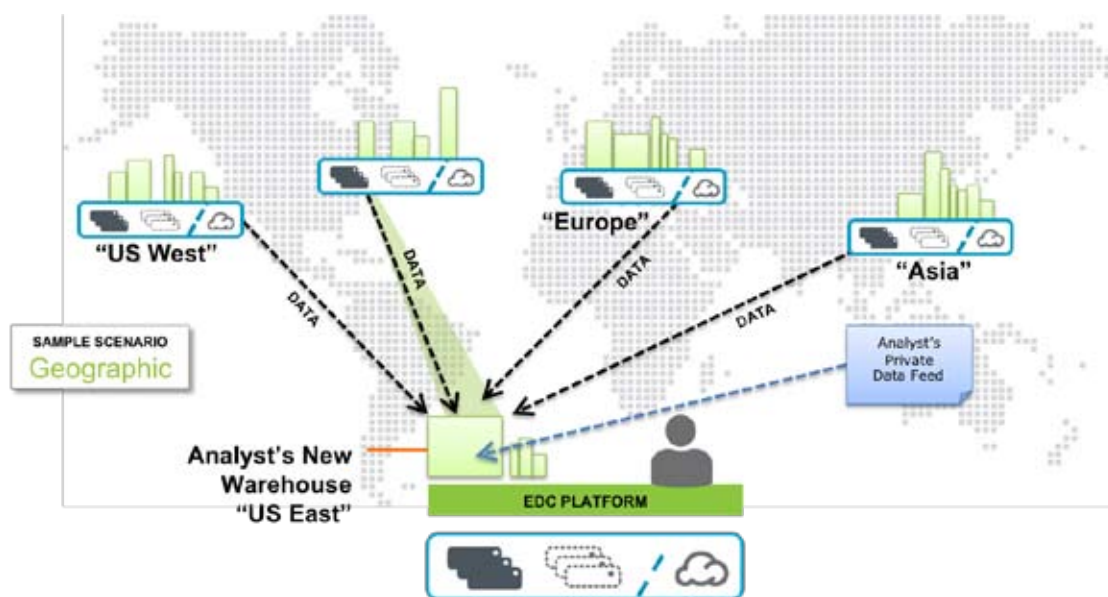 “US West”
DATA
DATA
“Europe”
DATA
“Asia”
DATA
SAMPLE SCENARIO
Geographic
Analyst's
Private
Data Feed
Analyst's New
Warehouse
“US East”
EDC PLATFORM